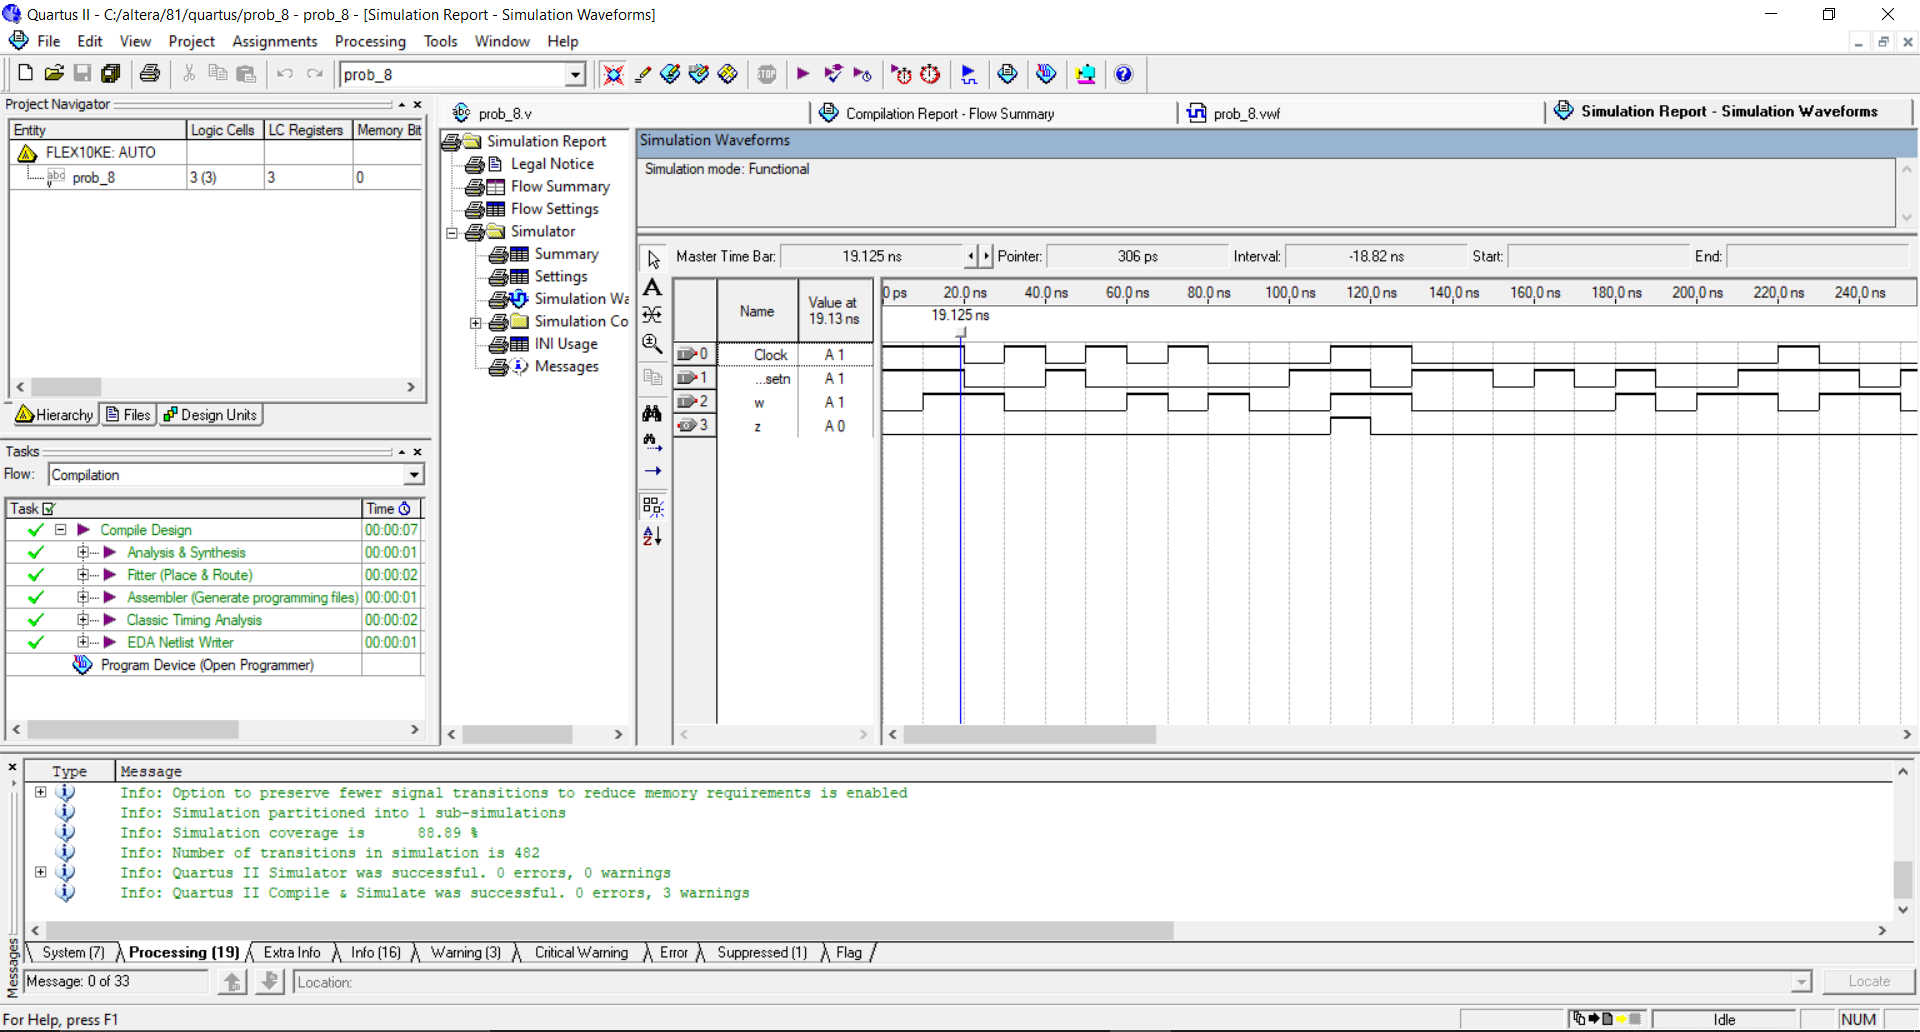 Quartus II - C:/altera/81/quartus/prob_8 - prob_8 - [Simulation Report - Simulation Waveforms]
File Edit View Project Assignments Processing Tools Window Help
prob_8
STOP
Project Navigator
Entity Logic Cells LC Registers Memory Bit
FLEX10KE: AUTO
abd prob_8 3 (3) 3 0
Hierarchy Files Design Units
Tasks
Flow: Compilation
Task Time
Compile Design 00:00:07
Analysis & Synthesis 00:00:01
Fitter (Place & Route) 00:00:02
Assembler (Generate programming files) 00:00:01
Classic Timing Analysis 00:00:02
EDA Netlist Writer 00:00:01
Program Device (Open Programmer)
abc prob_8.v Compilation Report - Flow Summary prob_8.vwf Simulation Report - Simulation Waveforms
Simulation Report
Legal Notice
Flow Summary
Flow Settings
Simulator
Summary
Settings
Simulation Wa
Simulation Co
INI Usage
Messages
Simulation Waveforms
Simulation mode: Functional
Master Time Bar: 19.125 ns Pointer: 306 ps Interval: -18.82 ns Start: End:
Name Value at 19.13 ns
0 ps 20.0 ns 40.0 ns 60.0 ns 80.0 ns 100.0 ns 120.0 ns 140.0 ns 160.0 ns 180.0 ns 200.0 ns 220.0 ns 240.0 ns
19.125 ns
0 Clock A 1
1 ...setn A 1
2 w A 1
3 z A 0
Type Message
Info: Option to preserve fewer signal transitions to reduce memory requirements is enabled
Info: Simulation partitioned into 1 sub-simulations
Info: Simulation coverage is 88.89 %
Info: Number of transitions in simulation is 482
Info: Quartus II Simulator was successful. 0 errors, 0 warnings
Info: Quartus II Compile & Simulate was successful. 0 errors, 3 warnings
System (7) Processing (19) Extra Info Info (16) Warning (3) Critical Warning Error Suppressed (1) Flag
Messages
Message: 0 of 33 Location: Locate
For Help, press F1 Idle NUM